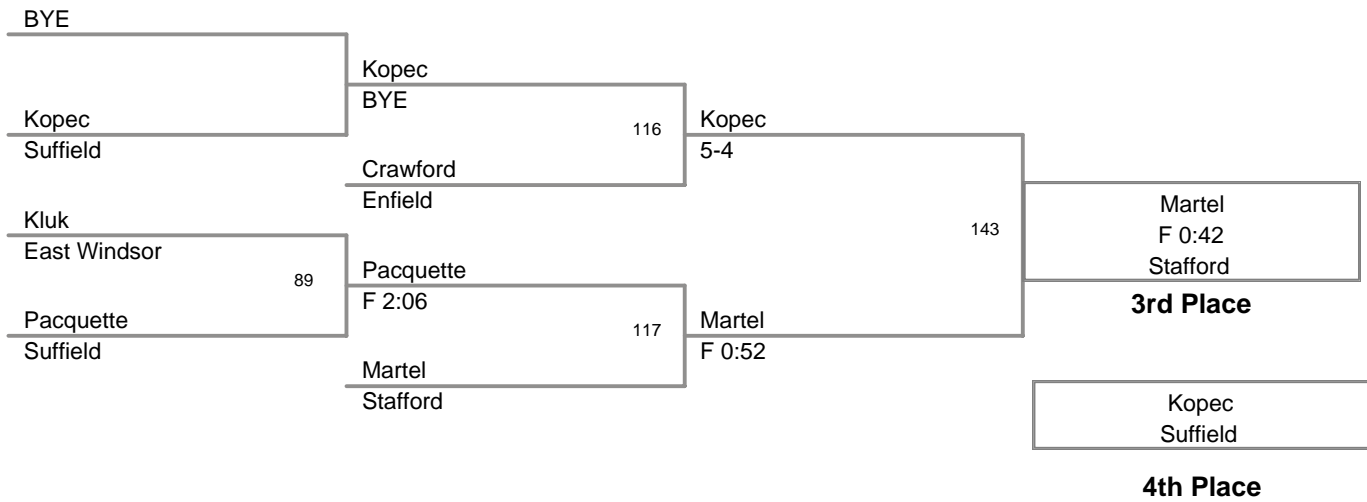 BYE
Kopec
BYE
Kopec
Suffield
116
Kopec
5-4
Crawford
Enfield
Kluk
East Windsor
89
Pacquette
F 2:06
Pacquette
Suffield
117
Martel
F 0:52
Martel
Stafford
143
Martel
F 0:42
Stafford
3rd Place
Kopec
Suffield
4th Place